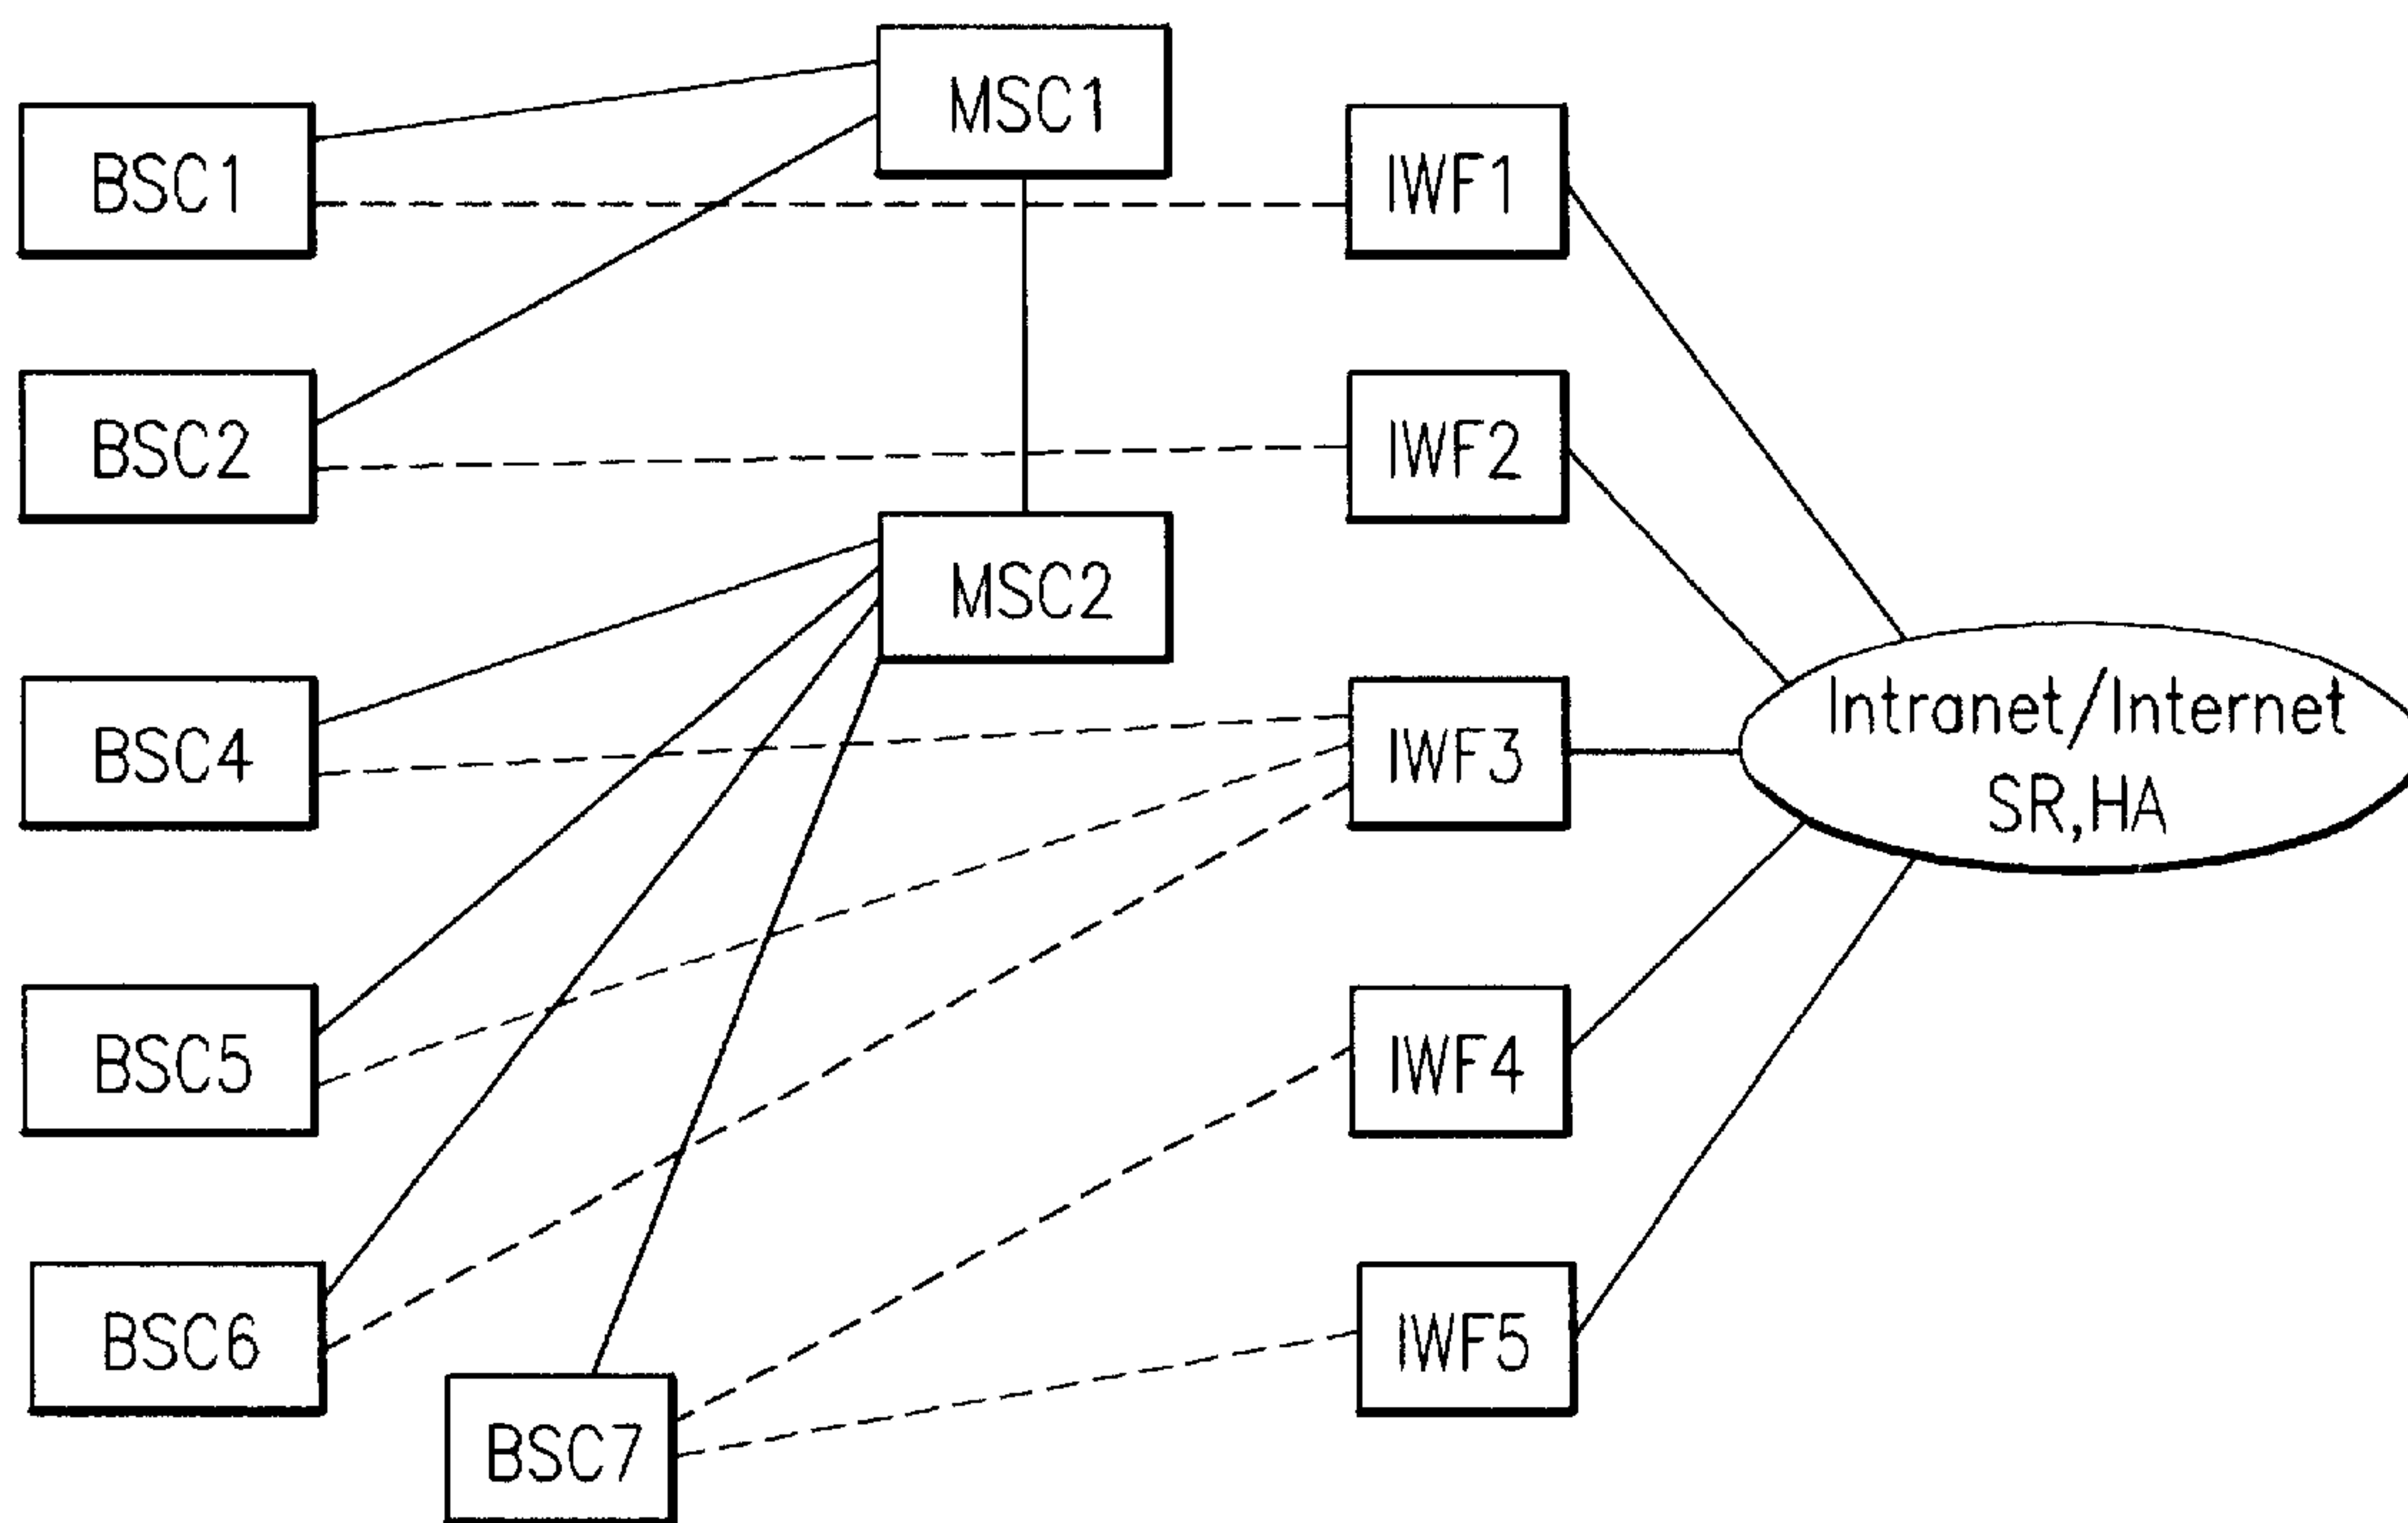 MSC1
BSC1
IWF1
BSC2
IWF2
MSC2
BSC4
IWF3
Intranet/Internet
SR,HA
BSC5
IWF4
BSC6
IWF5
BSC7